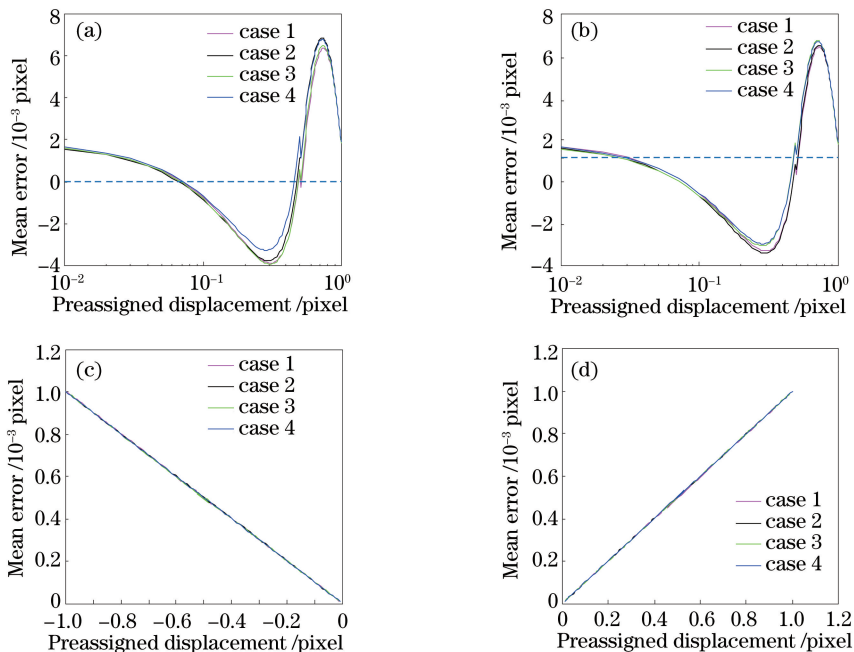 (a)
case 1
case 2
case 3
case 4
8
6
4
2
0
−2
−4
Mean error /10⁻³ pixel
10⁻² 10⁻¹ 10⁰
Preassigned displacement /pixel
(b)
case 1
case 2
case 3
case 4
8
6
4
2
0
−2
−4
Mean error /10⁻³ pixel
10⁻² 10⁻¹ 10⁰
Preassigned displacement /pixel
(c)
case 1
case 2
case 3
case 4
1.2
1.0
0.8
0.6
0.4
0.2
0
Mean error /10⁻³ pixel
-1.0 -0.8 -0.6 -0.4 -0.2 0
Preassigned displacement /pixel
(d)
1.2
1.0
0.8
0.6
0.4
0.2
0
Mean error /10⁻³ pixel
case 1
case 2
case 3
case 4
0 0.2 0.4 0.6 0.8 1.0 1.2
Preassigned displacement /pixel